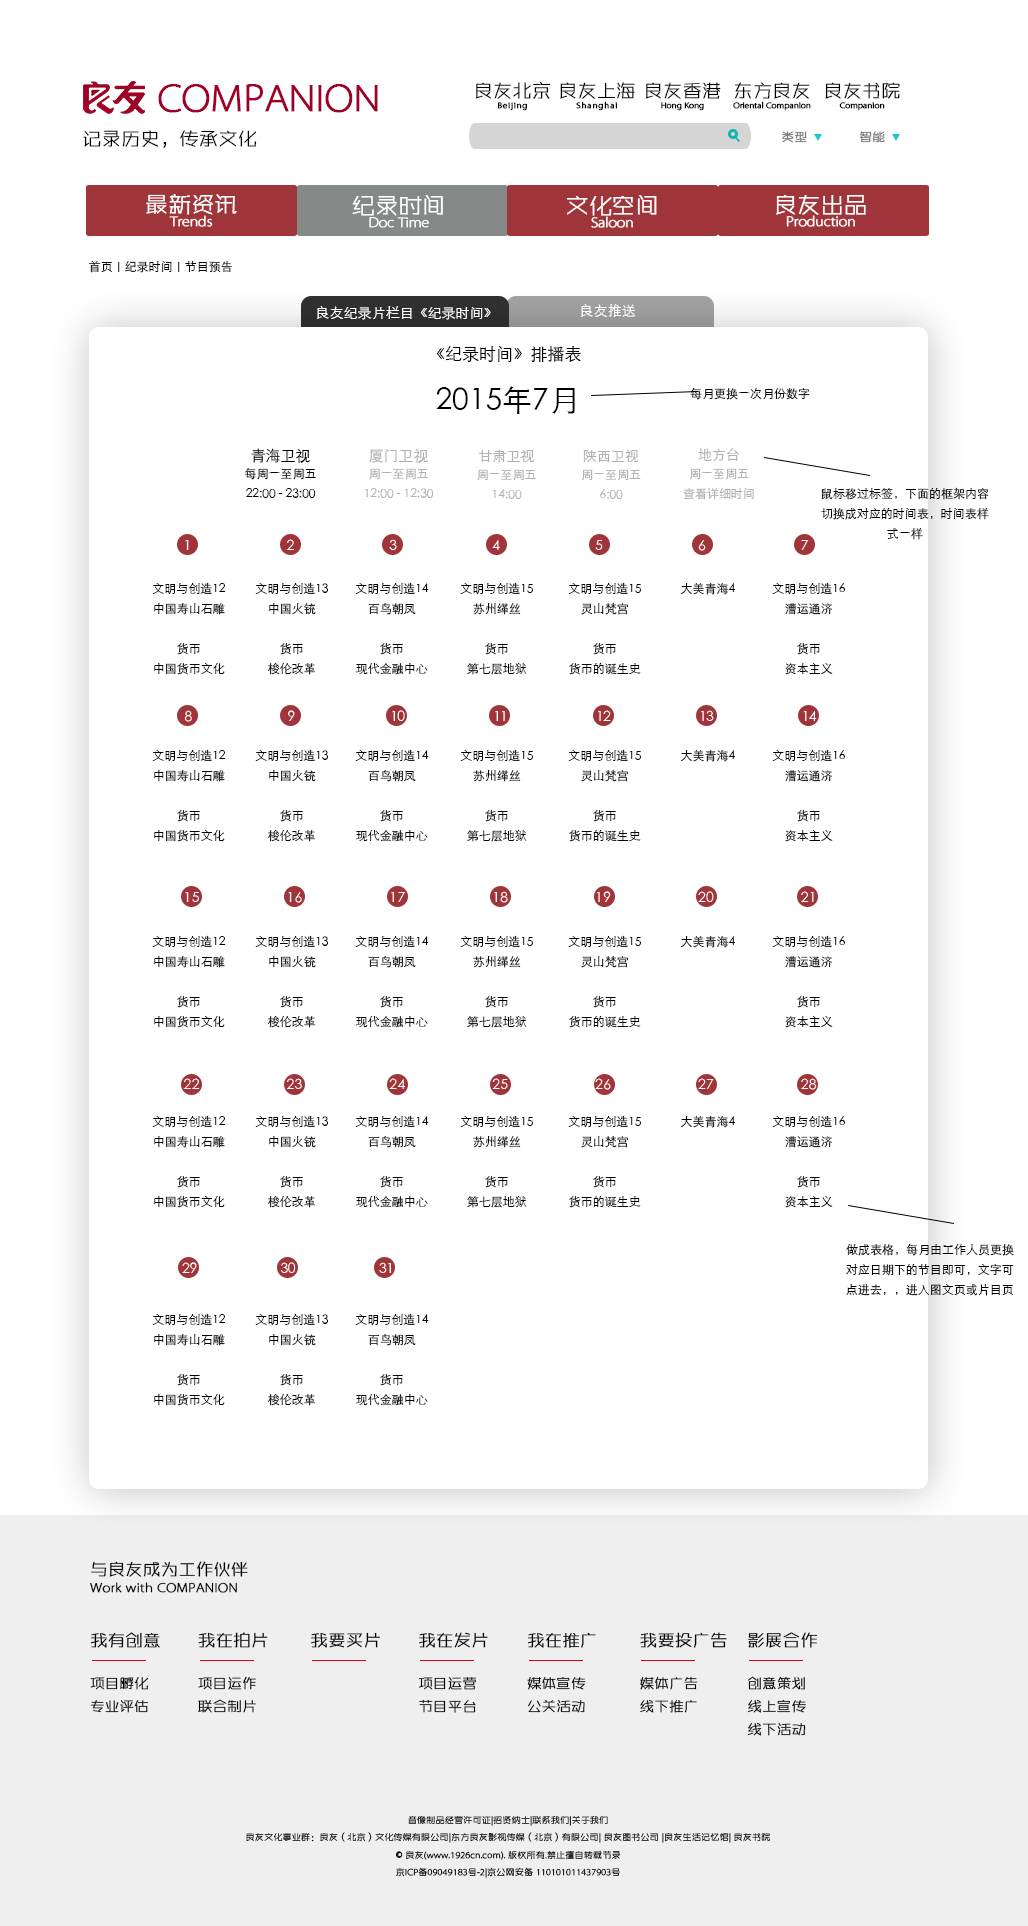 良友 COMPANION
记录历史，传承文化
良友北京 良友上海 良友香港 东方良友 良友书院
Beijing Shanghai Hong Kong Oriental Companion Companion
类型 智能
最新资讯 纪录时间 文化空间 良友出品
Trends Doc Time Saloon Production
首页 | 纪录时间 | 节目预告
良友纪录片栏目《纪录时间》 良友推送
《纪录时间》排播表
2015年7月
每月更换一次月份数字
青海卫视 厦门卫视 甘肃卫视 陕西卫视 地方台
每周一至周五 周一至周五 周一至周五 周一至周五 周一至周五
22:00 - 23:00 12:00 - 12:30 14:00 6:00 查看详细时间
鼠标移过标签，下面的框架内容
切换成对应的时间表，时间表样
式一样
1 2 3 4 5 6 7
文明与创造12 文明与创造13 文明与创造14 文明与创造15 文明与创造15 大美青海4 文明与创造16
中国寿山石雕 中国火铳 百鸟朝凤 苏州缂丝 灵山梵宫 漕运通济
货币 货币 货币 货币 货币 货币
中国货币文化 梭伦改革 现代金融中心 第七层地狱 货币的诞生史 资本主义
8 9 10 11 12 13 14
文明与创造12 文明与创造13 文明与创造14 文明与创造15 文明与创造15 大美青海4 文明与创造16
中国寿山石雕 中国火铳 百鸟朝凤 苏州缂丝 灵山梵宫 漕运通济
货币 货币 货币 货币 货币 货币
中国货币文化 梭伦改革 现代金融中心 第七层地狱 货币的诞生史 资本主义
15 16 17 18 19 20 21
文明与创造12 文明与创造13 文明与创造14 文明与创造15 文明与创造15 大美青海4 文明与创造16
中国寿山石雕 中国火铳 百鸟朝凤 苏州缂丝 灵山梵宫 漕运通济
货币 货币 货币 货币 货币 货币
中国货币文化 梭伦改革 现代金融中心 第七层地狱 货币的诞生史 资本主义
22 23 24 25 26 27 28
文明与创造12 文明与创造13 文明与创造14 文明与创造15 文明与创造15 大美青海4 文明与创造16
中国寿山石雕 中国火铳 百鸟朝凤 苏州缂丝 灵山梵宫 漕运通济
货币 货币 货币 货币 货币 货币
中国货币文化 梭伦改革 现代金融中心 第七层地狱 货币的诞生史 资本主义
做成表格，每月由工作人员更换
对应日期下的节目即可，文字可
点进去，，进入图文页或片目页
29 30 31
文明与创造12 文明与创造13 文明与创造14
中国寿山石雕 中国火铳 百鸟朝凤
货币 货币 货币
中国货币文化 梭伦改革 现代金融中心
与良友成为工作伙伴
Work with COMPANION
我有创意 我在拍片 我要买片 我在发片 我在推广 我要投广告 影展合作
项目孵化 项目运作 项目运营 媒体宣传 媒体广告 创意策划
专业评估 联合制片 节目平台 公关活动 线下推广 线上宣传
线下活动
音像制品经营许可证|招贤纳士|联系我们|关于我们
良友文化事业群：良友（北京）文化传媒有限公司|东方良友影视传媒（北京）有限公司| 良友图书公司 |良友生活记忆馆| 良友书院
© 良友(www.1926cn.com). 版权所有.禁止擅自转载节录
京ICP备09049183号-2|京公网安备 110101011437903号